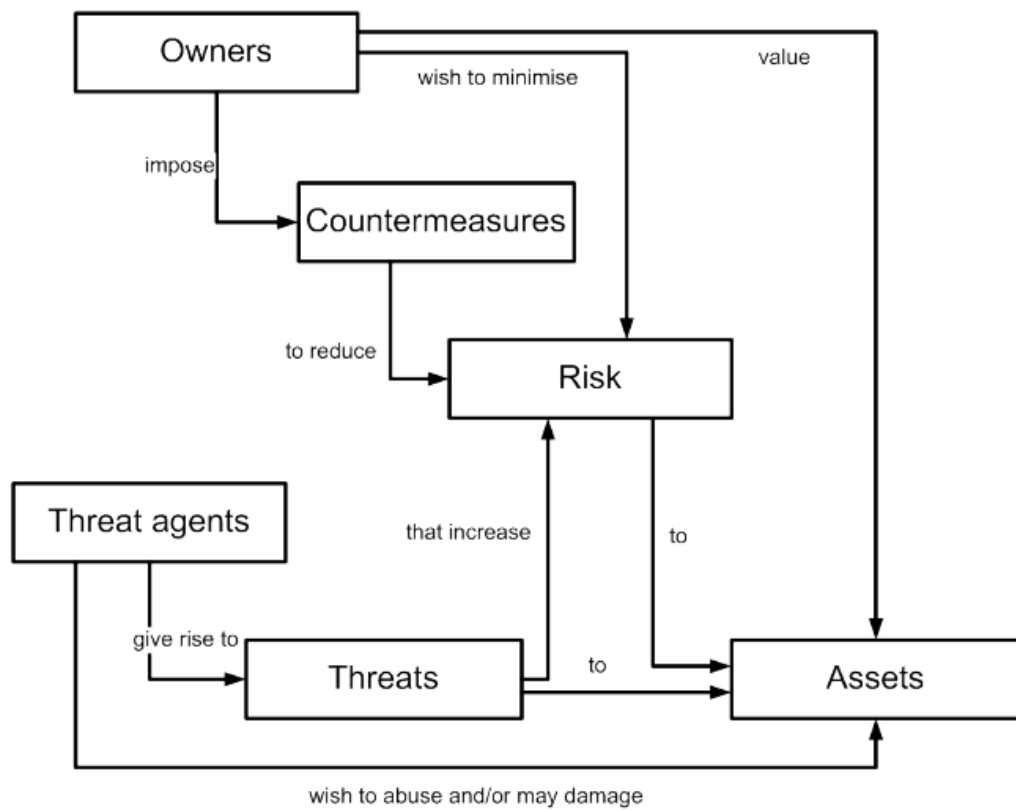 Owners
value
wish to minimise
impose
Countermeasures
to reduce
Risk
Threat agents
that increase
to
give rise to
Threats
to
Assets
wish to abuse and/or may damage